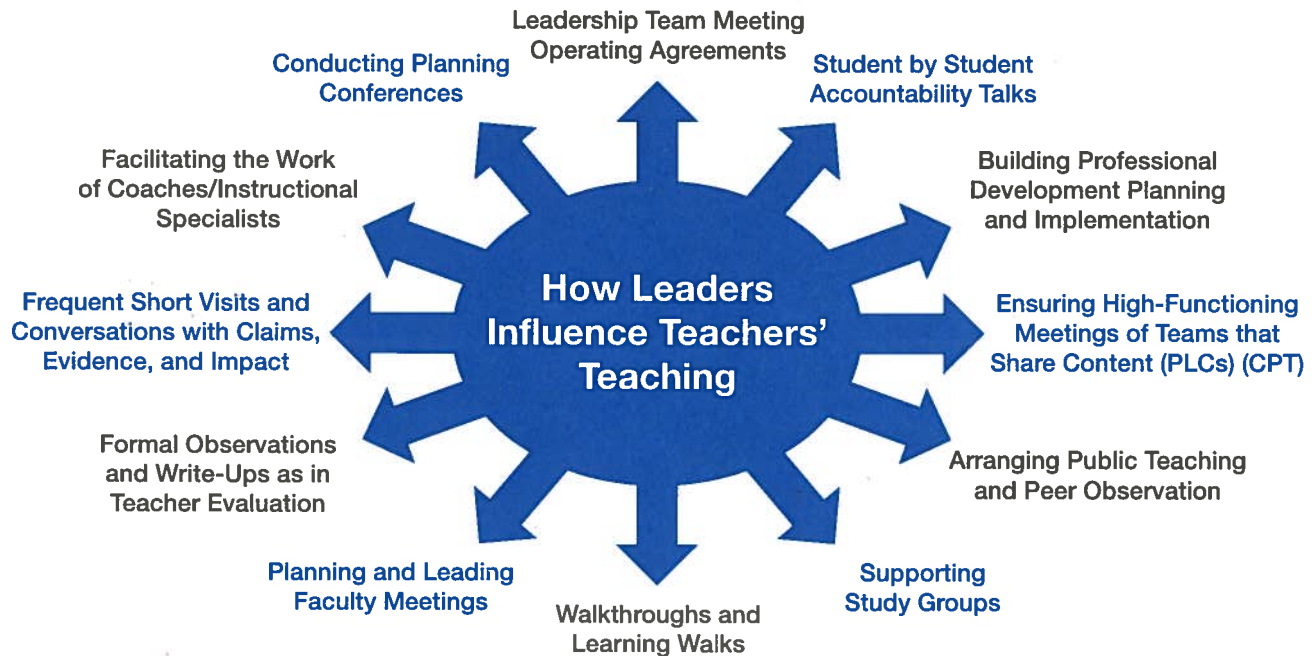 Leadership Team Meeting
Operating Agreements
Student by Student
Accountability Talks
Building Professional
Development Planning
and Implementation
Ensuring High-Functioning
Meetings of Teams that
Share Content (PLCs) (CPT)
Arranging Public Teaching
and Peer Observation
Supporting
Study Groups
Walkthroughs and
Learning Walks
Planning and Leading
Faculty Meetings
Formal Observations
and Write-Ups as in
Teacher Evaluation
Frequent Short Visits and
Conversations with Claims,
Evidence, and Impact
Facilitating the Work
of Coaches/Instructional
Specialists
Conducting Planning
Conferences
How Leaders
Influence Teachers’
Teaching